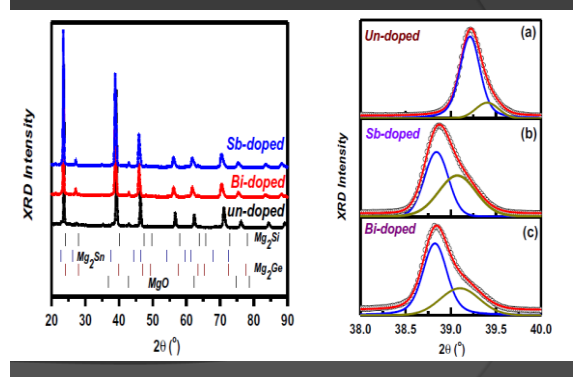 XRD Intensity
Sb-doped
Bi-doped
un-doped
Mg2Si
Mg2Sn
Mg2Ge
MgO
20 30 40 50 60 70 80 90
2θ (°)
XRD Intensity
Un-doped (a)
Sb-doped (b)
Bi-doped (c)
38.0 38.5 39.0 39.5 40.0
2θ (°)